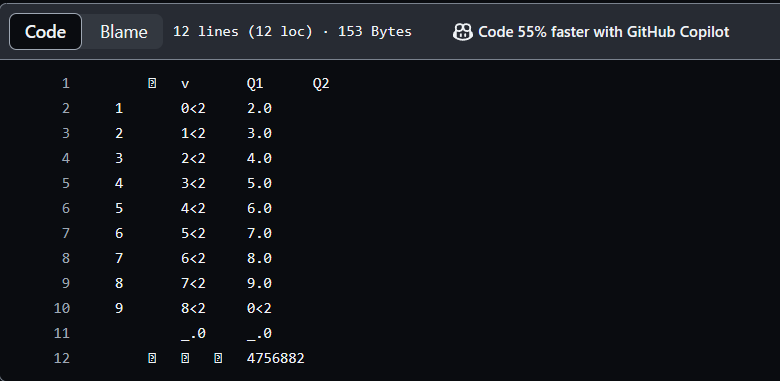 Code Blame 12 lines (12 loc) · 153 Bytes Code 55% faster with GitHub Copilot
1 v Q1 Q2
2 1 0<2 2.0
3 2 1<2 3.0
4 3 2<2 4.0
5 4 3<2 5.0
6 5 4<2 6.0
7 6 5<2 7.0
8 7 6<2 8.0
9 8 7<2 9.0
10 9 8<2 0<2
11 _.0 _.0
12 4756882